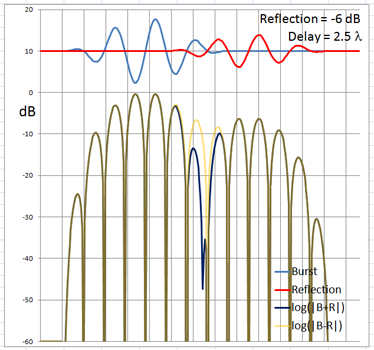 Reflection = -6 dB
Delay = 2.5 λ
20
10
0
dB
-10
-20
-30
-40
-50
-60
Burst
Reflection
log(|B+R|)
log(|B-R|)